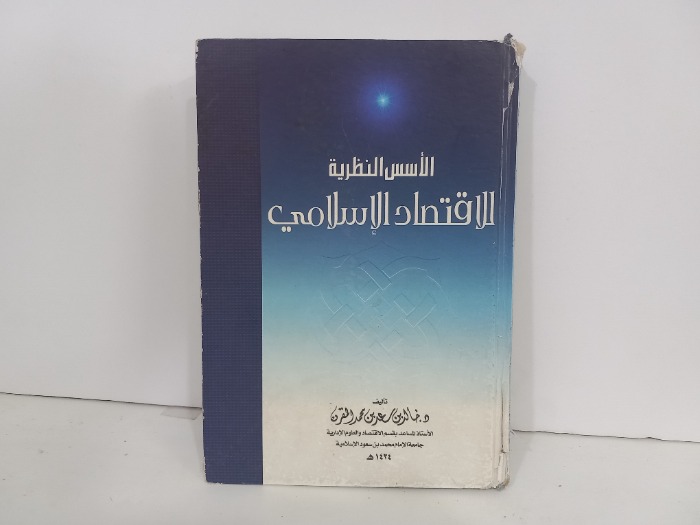 الأسس النظرية
للاقتصاد الإسلامي
تأليف
د. خالد بن سعد بن محمد المقرن
الأستاذ المساعد بقسم الاقتصاد والعلوم الإدارية
جامعة الإمام محمد بن سعود الإسلامية
١٤٢٤ هـ